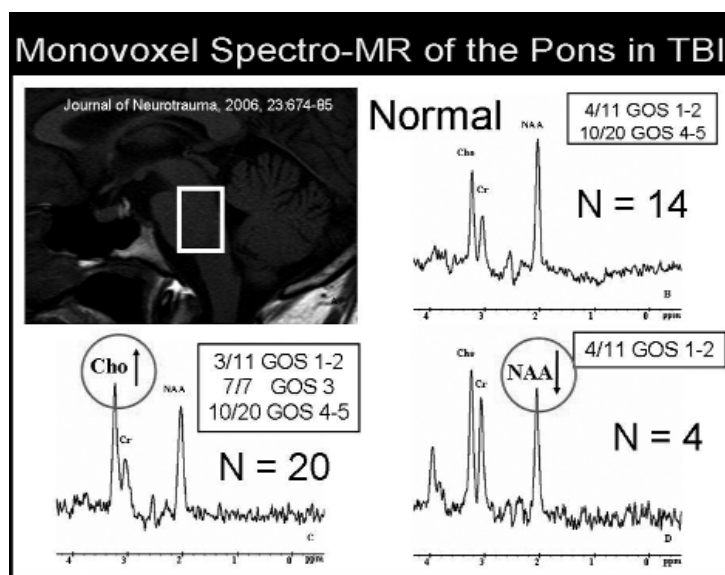 Monovoxel Spectro-MR of the Pons in TBI
Journal of Neurotrauma, 2006, 23:674-85
Normal
4/11 GOS 1-2
10/20 GOS 4-5
NAA
Cho
Cr
N = 14
B
4 3 2 1 0 ppm
Cho
3/11 GOS 1-2
7/7 GOS 3
10/20 GOS 4-5
NAA
Cr
N = 20
C
4 3 2 1 0 ppm
4/11 GOS 1-2
Cho
NAA
Cr
N = 4
D
4 3 2 1 0 ppm